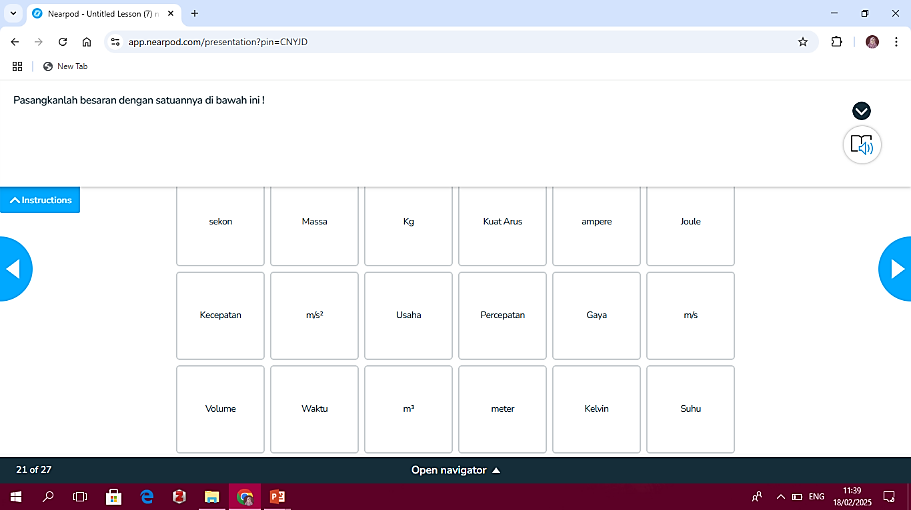 Nearpod - Untitled Lesson (7) n
app.nearpod.com/presentation?pin=CNYJD
New Tab
Pasangkanlah besaran dengan satuannya di bawah ini !
Instructions
sekon Massa Kg Kuat Arus ampere Joule
Kecepatan m/s² Usaha Percepatan Gaya m/s
Volume Waktu m³ meter Kelvin Suhu
21 of 27 Open navigator
ENG 11:39
18/02/2025